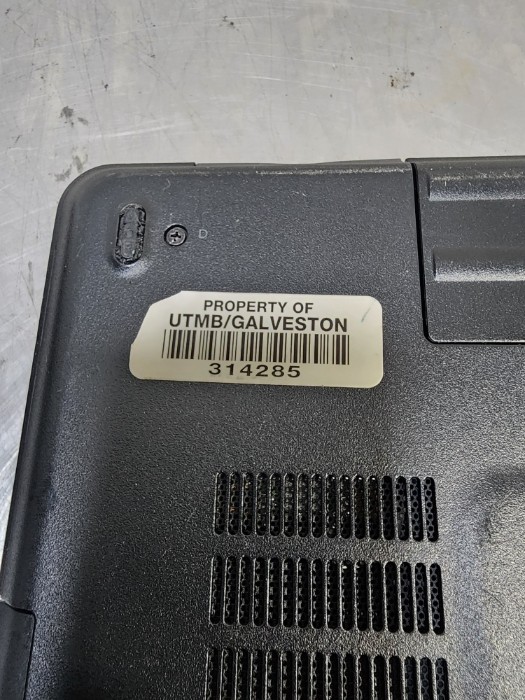 D
PROPERTY OF
UTMB/GALVESTON
314285